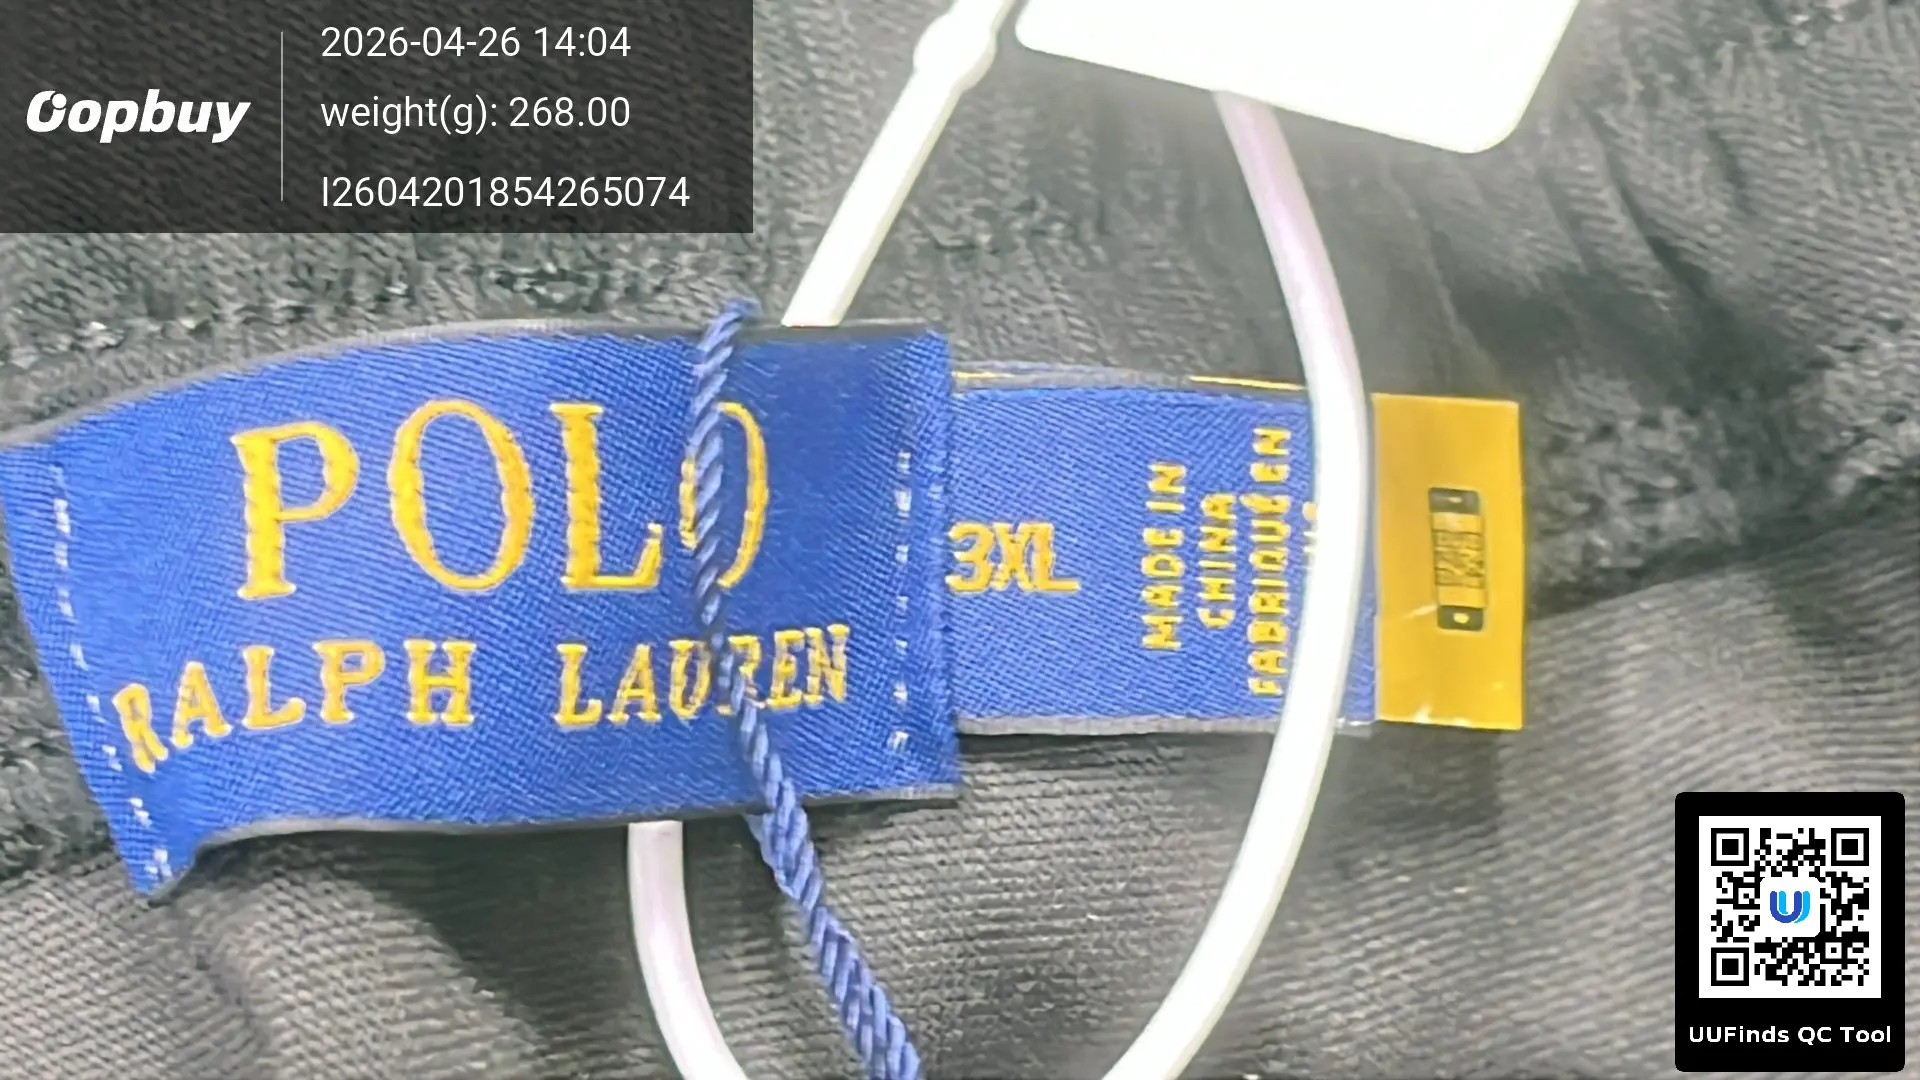 2026-04-26 14:04
oopbuy
weight(g): 268.00
I2604201854265074
POLO
RALPH LAUREN
3XL
MADE IN
CHINA
FABRIQUÉ EN
U
UUFinds QC Tool